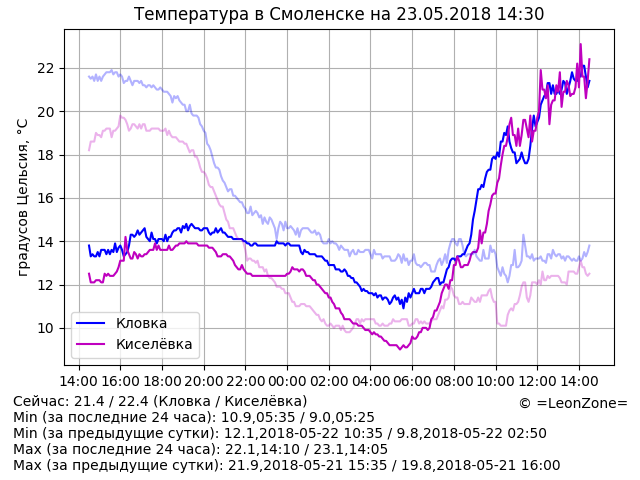 Температура в Смоленске на 23.05.2018 14:30
градусов Цельсия, °C
22
20
18
16
14
12
10
Кловка
Киселёвка
14:00 16:00 18:00 20:00 22:00 00:00 02:00 04:00 06:00 08:00 10:00 12:00 14:00
Сейчас: 21.4 / 22.4 (Кловка / Киселёвка)
© =LeonZone=
Min (за последние 24 часа): 10.9,05:35 / 9.0,05:25
Min (за предыдущие сутки): 12.1,2018-05-22 10:35 / 9.8,2018-05-22 02:50
Max (за последние 24 часа): 22.1,14:10 / 23.1,14:05
Max (за предыдущие сутки): 21.9,2018-05-21 15:35 / 19.8,2018-05-21 16:00